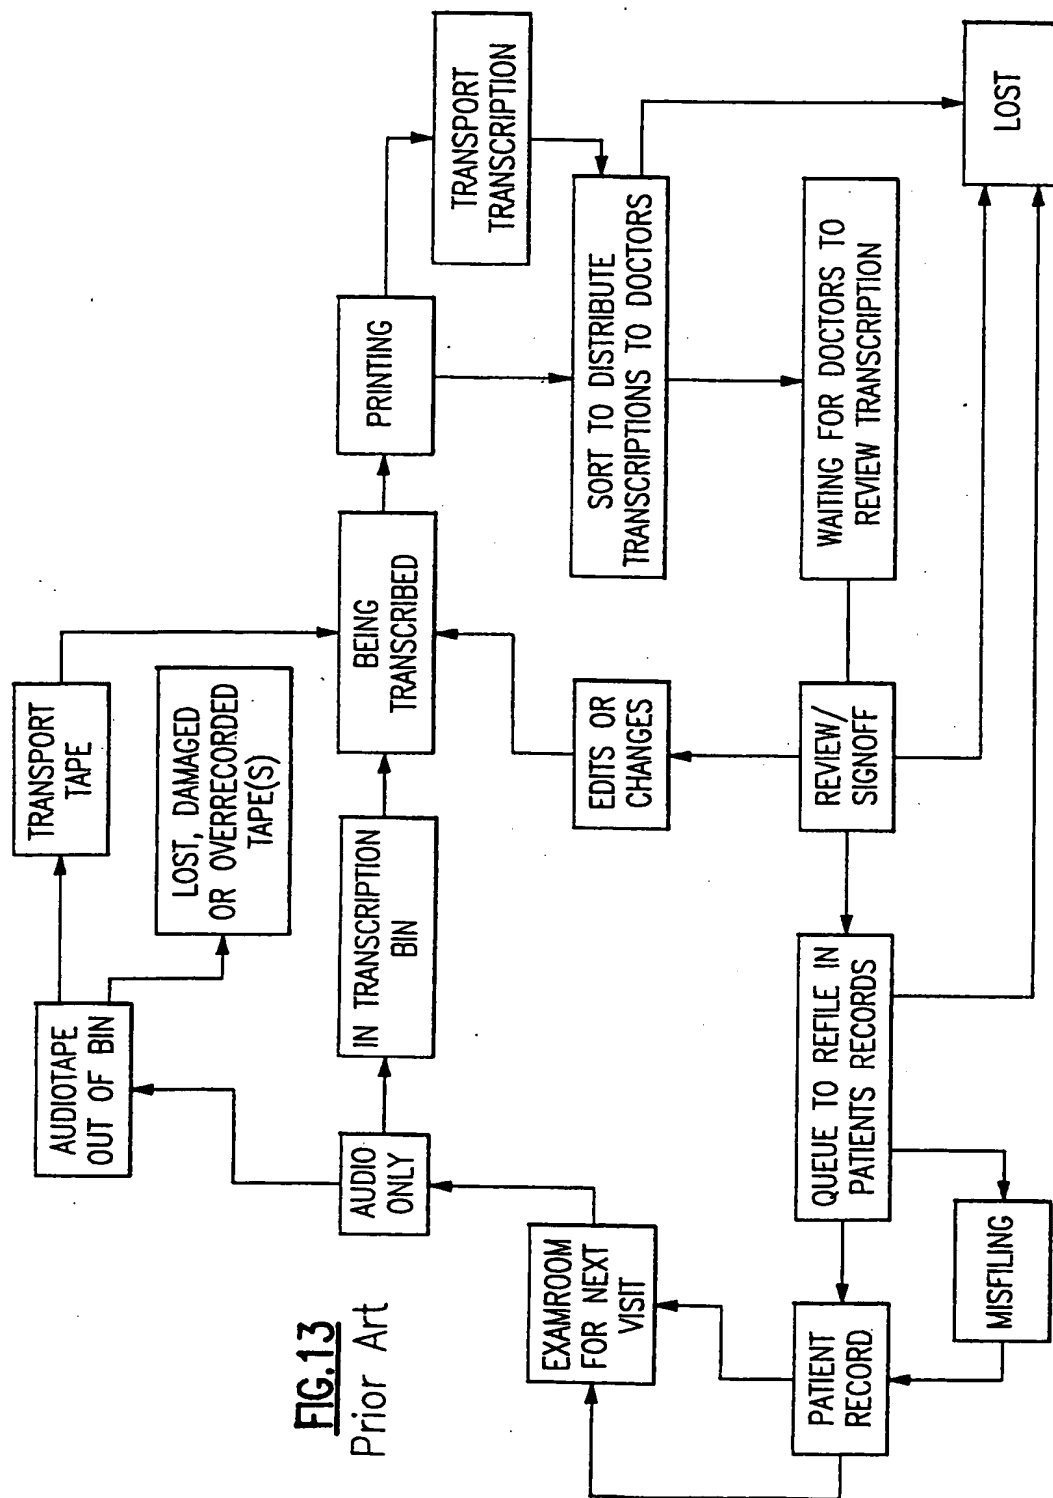 FIG.13
Prior Art
AUDIOTAPE
OUT OF BIN
TRANSPORT
TAPE
LOST, DAMAGED
OR OVERRECORDED
TAPE(S)
AUDIO
ONLY
IN TRANSCRIPTION
BIN
BEING
TRANSCRIBED
PRINTING
TRANSPORT
TRANSCRIPTION
EXAMROOM
FOR NEXT
VISIT
EDITS OR
CHANGES
SORT TO DISTRIBUTE
TRANSCRIPTIONS TO DOCTORS
PATIENT
RECORD
QUEUE TO REFILE IN
PATIENTS RECORDS
REVIEW/
SIGNOFF
WAITING FOR DOCTORS TO
REVIEW TRANSCRIPTION
MISFILING
LOST